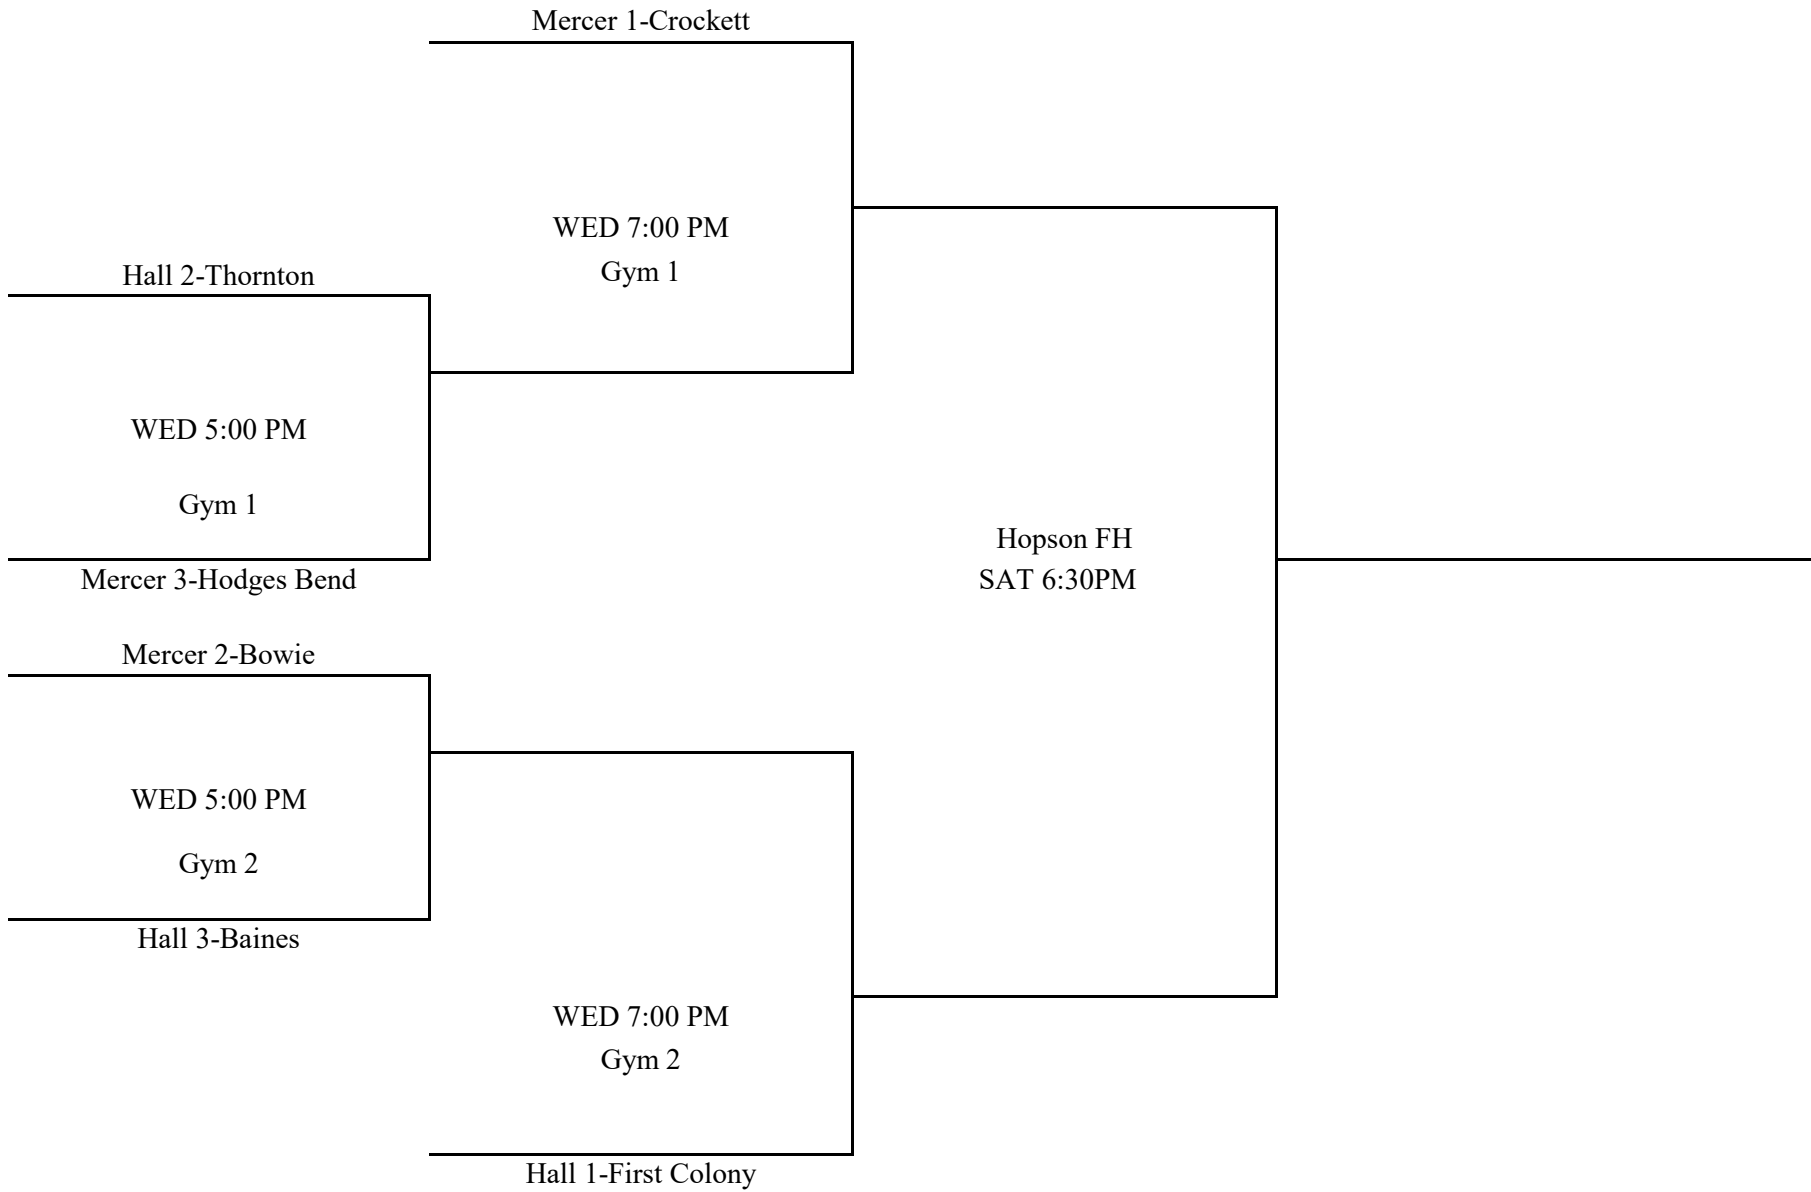 Mercer 1-Crockett
WED 7:00 PM
Gym 1
Hall 2-Thornton
WED 5:00 PM
Gym 1
Mercer 3-Hodges Bend
Hopson FH
SAT 6:30PM
Mercer 2-Bowie
WED 5:00 PM
Gym 2
Hall 3-Baines
WED 7:00 PM
Gym 2
Hall 1-First Colony